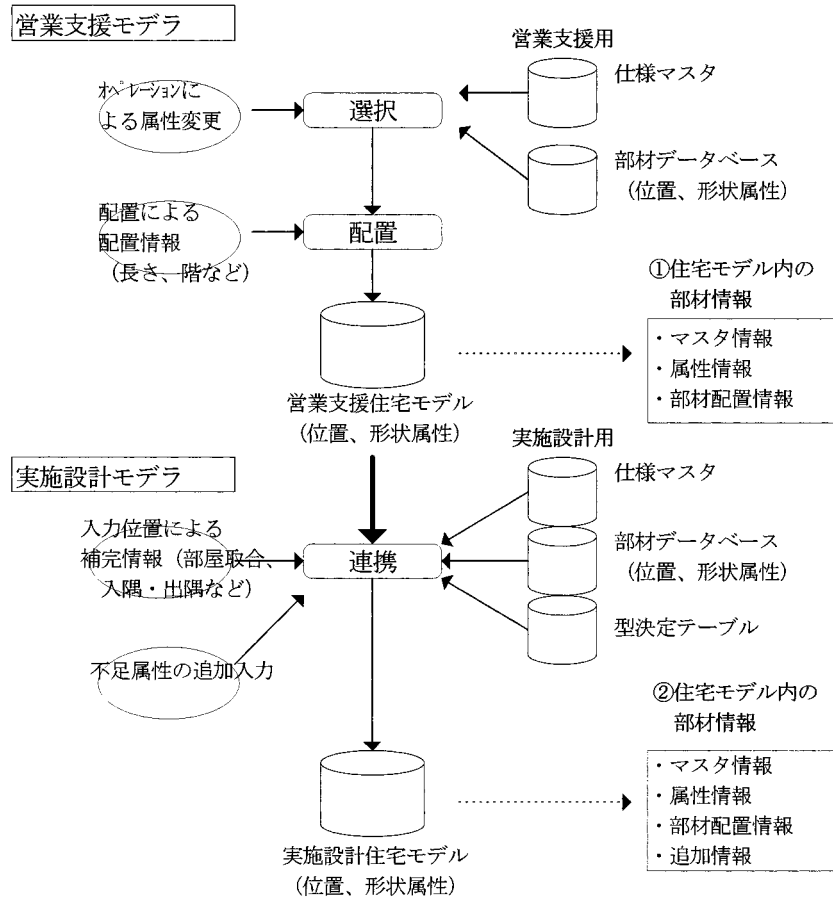 営業支援モデラ
営業支援用
仕様マスタ
オペレーションに
よる属性変更
選択
部材データベース
(位置、形状属性)
配置による
配置情報
(長さ、階など)
配置
①住宅モデル内の
部材情報
・マスタ情報
・属性情報
・部材配置情報
営業支援住宅モデル
(位置、形状属性)
実施設計モデラ
実施設計用
仕様マスタ
入力位置による
補完情報(部屋取合、
入隅・出隅など)
連携
部材データベース
(位置、形状属性)
型決定テーブル
不足属性の追加入力
②住宅モデル内の
部材情報
・マスタ情報
・属性情報
・部材配置情報
・追加情報
実施設計住宅モデル
(位置、形状属性)